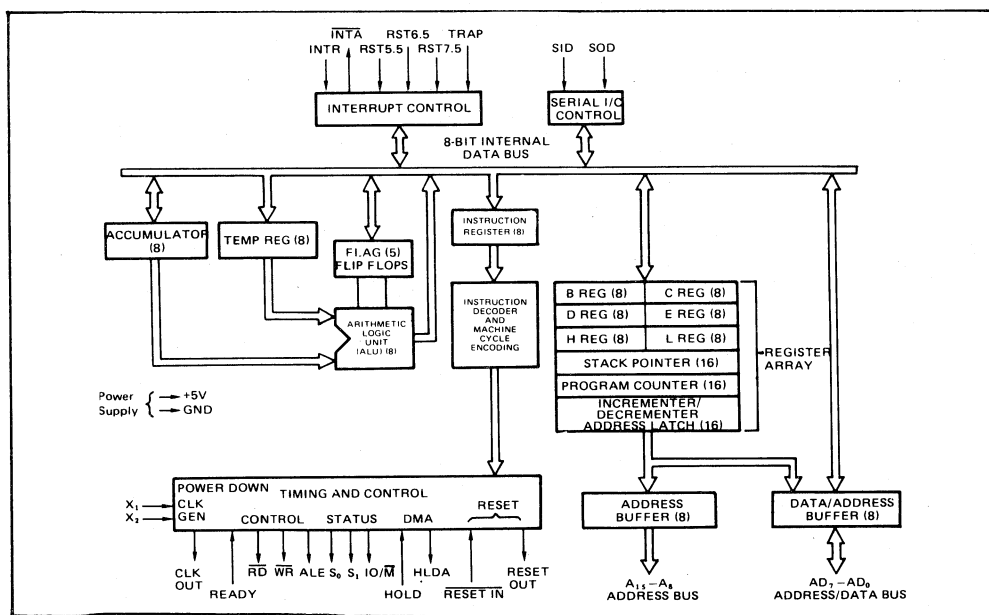 INTA RST6.5 TRAP
INTR RST5.5 RST7.5
SID SOD
INTERRUPT CONTROL
SERIAL I/C
CONTROL
8-BIT INTERNAL
DATA BUS
ACCUMULATOR
(8)
TEMP REG (8)
FLAG (5)
FLIP FLOPS
INSTRUCTION
REGISTER (8)
ARITHMETIC
LOGIC
UNIT
(ALU) (8)
INSTRUCTION
DECODER
AND
MACHINE
CYCLE
ENCODING
B REG (8) C REG (8)
D REG (8) E REG (8)
H REG (8) L REG (8)
STACK POINTER (16)
PROGRAM COUNTER (16)
INCREMENTER/
DECREMENTER
ADDRESS LATCH (16)
REGISTER
ARRAY
Power +5V
Supply GND
POWER DOWN TIMING AND CONTROL
X₁ CLK
X₂ GEN
CONTROL STATUS DMA RESET
CLK
OUT
READY
RD WR ALE S₀ S₁ IO/M HLDA
HOLD
RESET IN
RESET
OUT
ADDRESS
BUFFER (8)
DATA/ADDRESS
BUFFER (8)
A₁₅–A₈
ADDRESS BUS
AD₇–AD₀
ADDRESS/DATA BUS